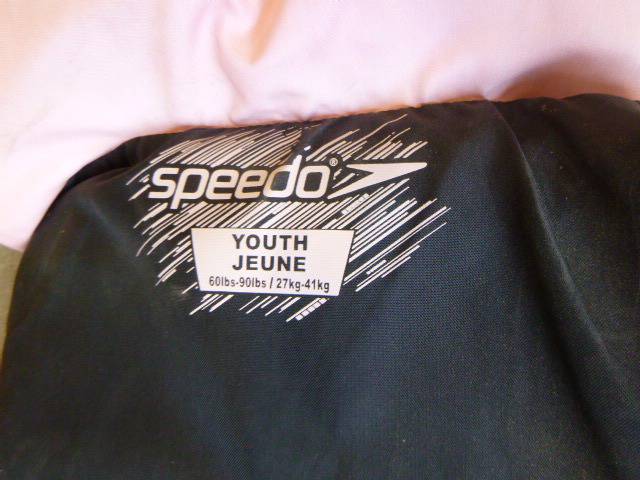 speedo®
YOUTH
JEUNE
60lbs-90lbs / 27kg-41kg